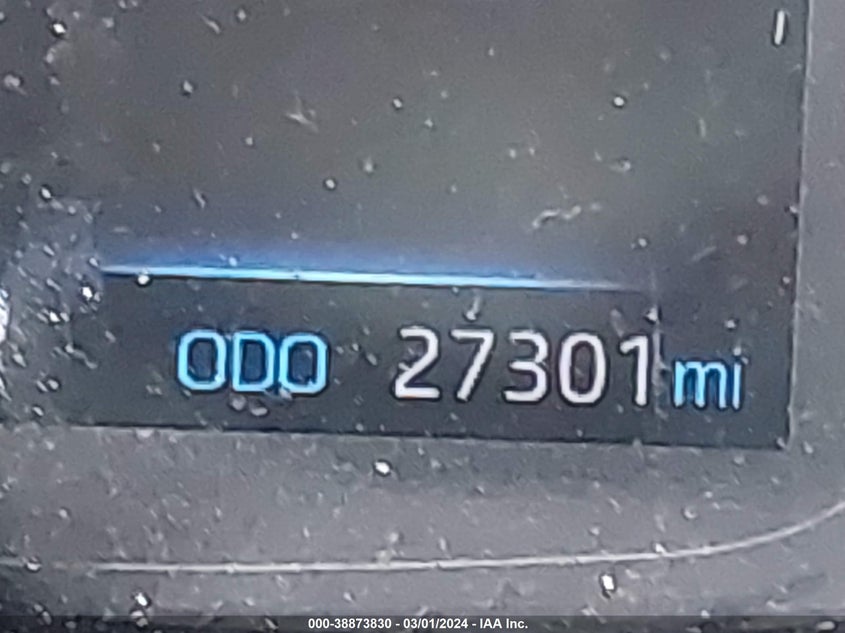 ODO 27301 mi
000-38873830 - 03/01/2024 - IAA Inc.